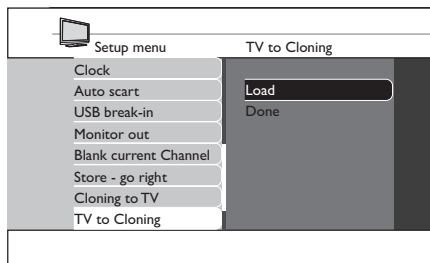 Setup menu
TV to Cloning
Clock
Auto scart
USB break-in
Monitor out
Blank current Channel
Store - go right
Cloning to TV
TV to Cloning
Load
Done